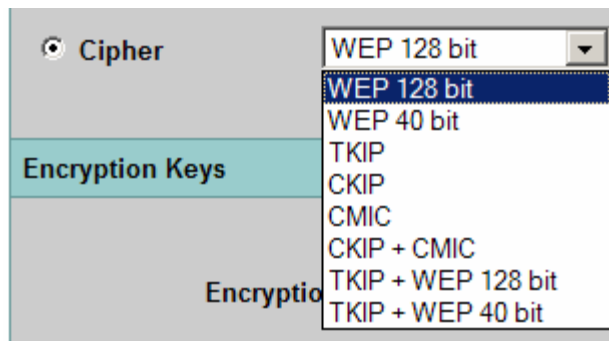 Cipher
WEP 128 bit
WEP 128 bit
WEP 40 bit
TKIP
CKIP
CMIC
CKIP + CMIC
TKIP + WEP 128 bit
TKIP + WEP 40 bit
Encryption Keys
Encryptio